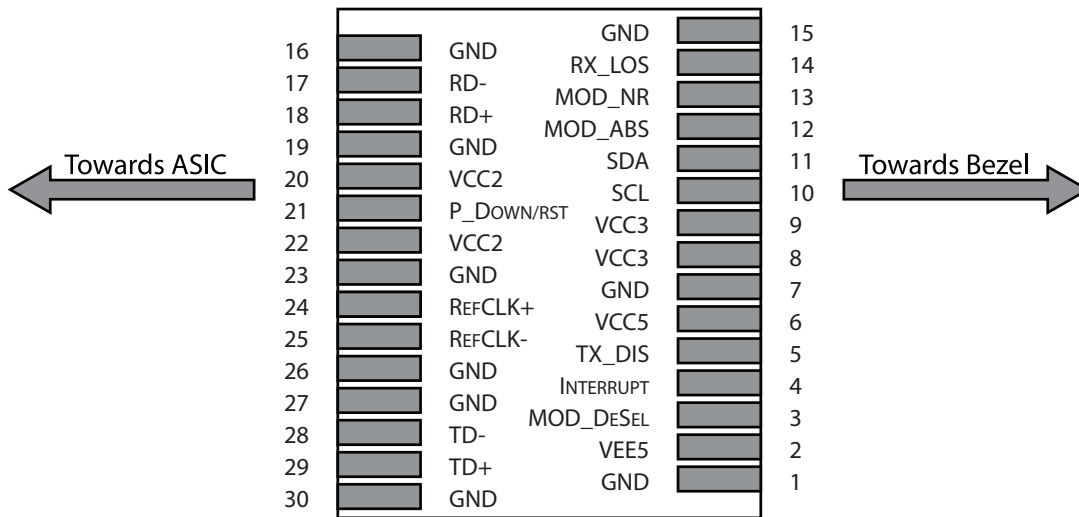 GND 15
16 GND
RX_LOS 14
17 RD-
MOD_NR 13
18 RD+
MOD_ABS 12
19 GND
SDA 11
Towards ASIC
Towards Bezel
20 VCC2
SCL 10
21 P_DOWN/RST
VCC3 9
22 VCC2
VCC3 8
23 GND
GND 7
24 REFCLK+
VCC5 6
25 REFCLK-
TX_DIS 5
26 GND
INTERRUPT 4
27 GND
MOD_DESEL 3
28 TD-
VEE5 2
29 TD+
GND 1
30 GND